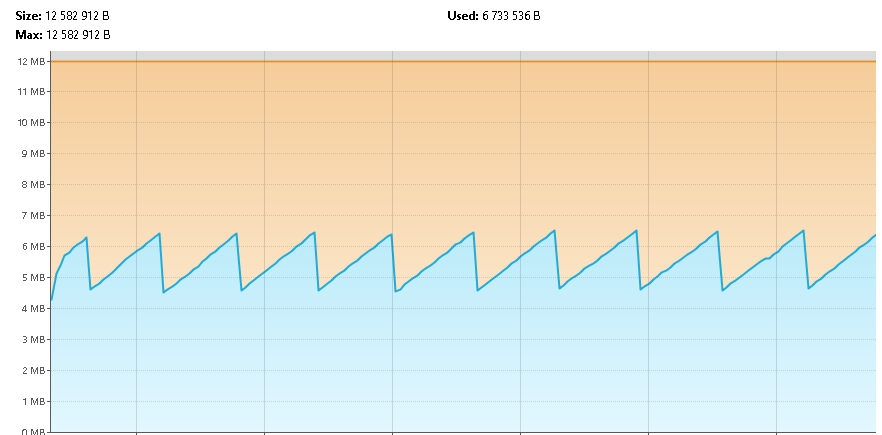 Size: 12 582 912 B
Used: 6 733 536 B
Max: 12 582 912 B
12 MB
11 MB
10 MB
9 MB
8 MB
7 MB
6 MB
5 MB
4 MB
3 MB
2 MB
1 MB
0 MB